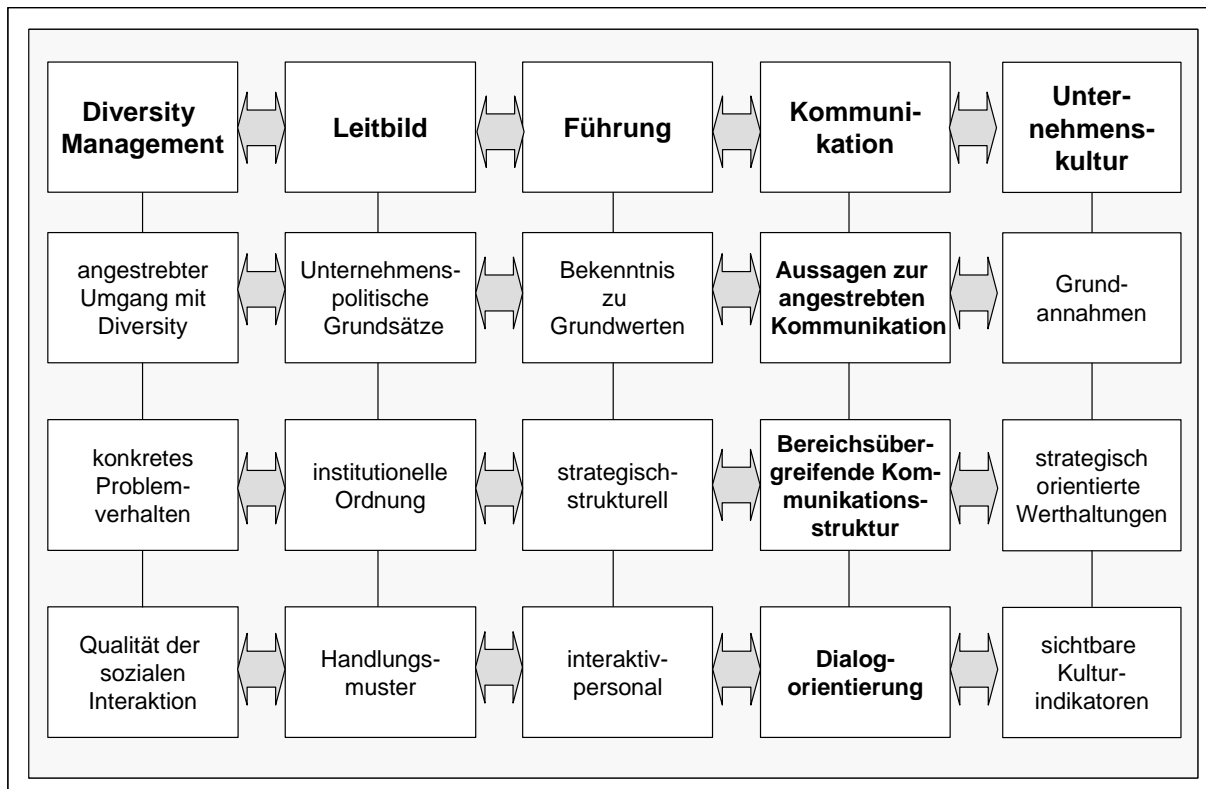 Diversity
Management
Leitbild
Führung
Kommuni-
kation
Unter-
nehmens-
kultur
angestrebter
Umgang mit
Diversity
Unternehmens-
politische
Grundsätze
Bekenntnis
zu
Grundwerten
Aussagen zur
angestrebten
Kommunikation
Grund-
annahmen
konkretes
Problem-
verhalten
institutionelle
Ordnung
strategisch-
strukturell
Bereichsüber-
greifende Kom-
munikations-
struktur
strategisch
orientierte
Werthaltungen
Qualität der
sozialen
Interaktion
Handlungs-
muster
interaktiv-
personal
Dialog-
orientierung
sichtbare
Kultur-
indikatoren